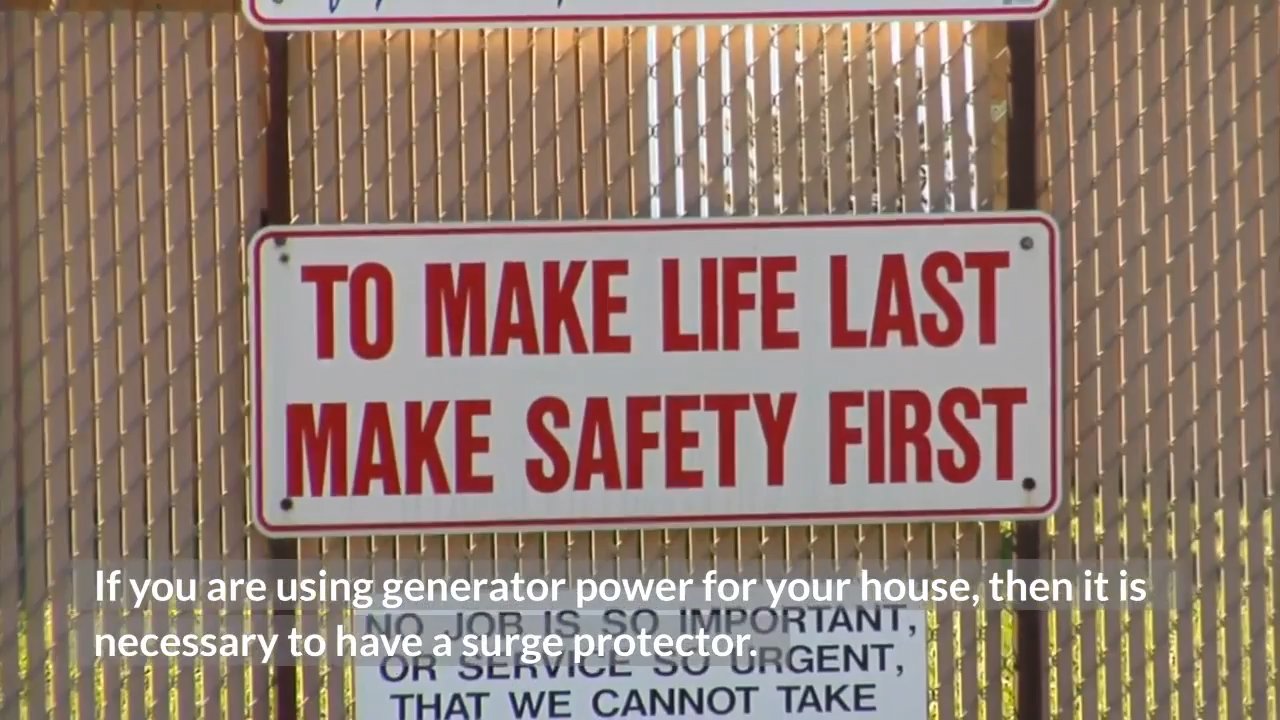 TO MAKE LIFE LAST
MAKE SAFETY FIRST
If you are using generator power for your house, then it is
necessary to have a surge protector.
NO JOB IS SO IMPORTANT,
OR SERVICE SO URGENT,
THAT WE CANNOT TAKE